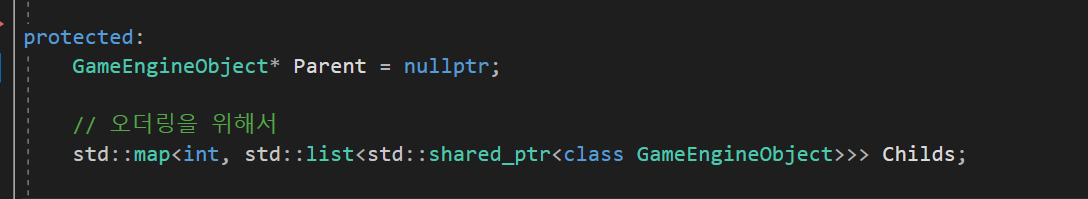 protected:
GameEngineObject* Parent = nullptr;
// 오더링을 위해서
std::map<int, std::list<std::shared_ptr<class GameEngineObject>>> Childs;